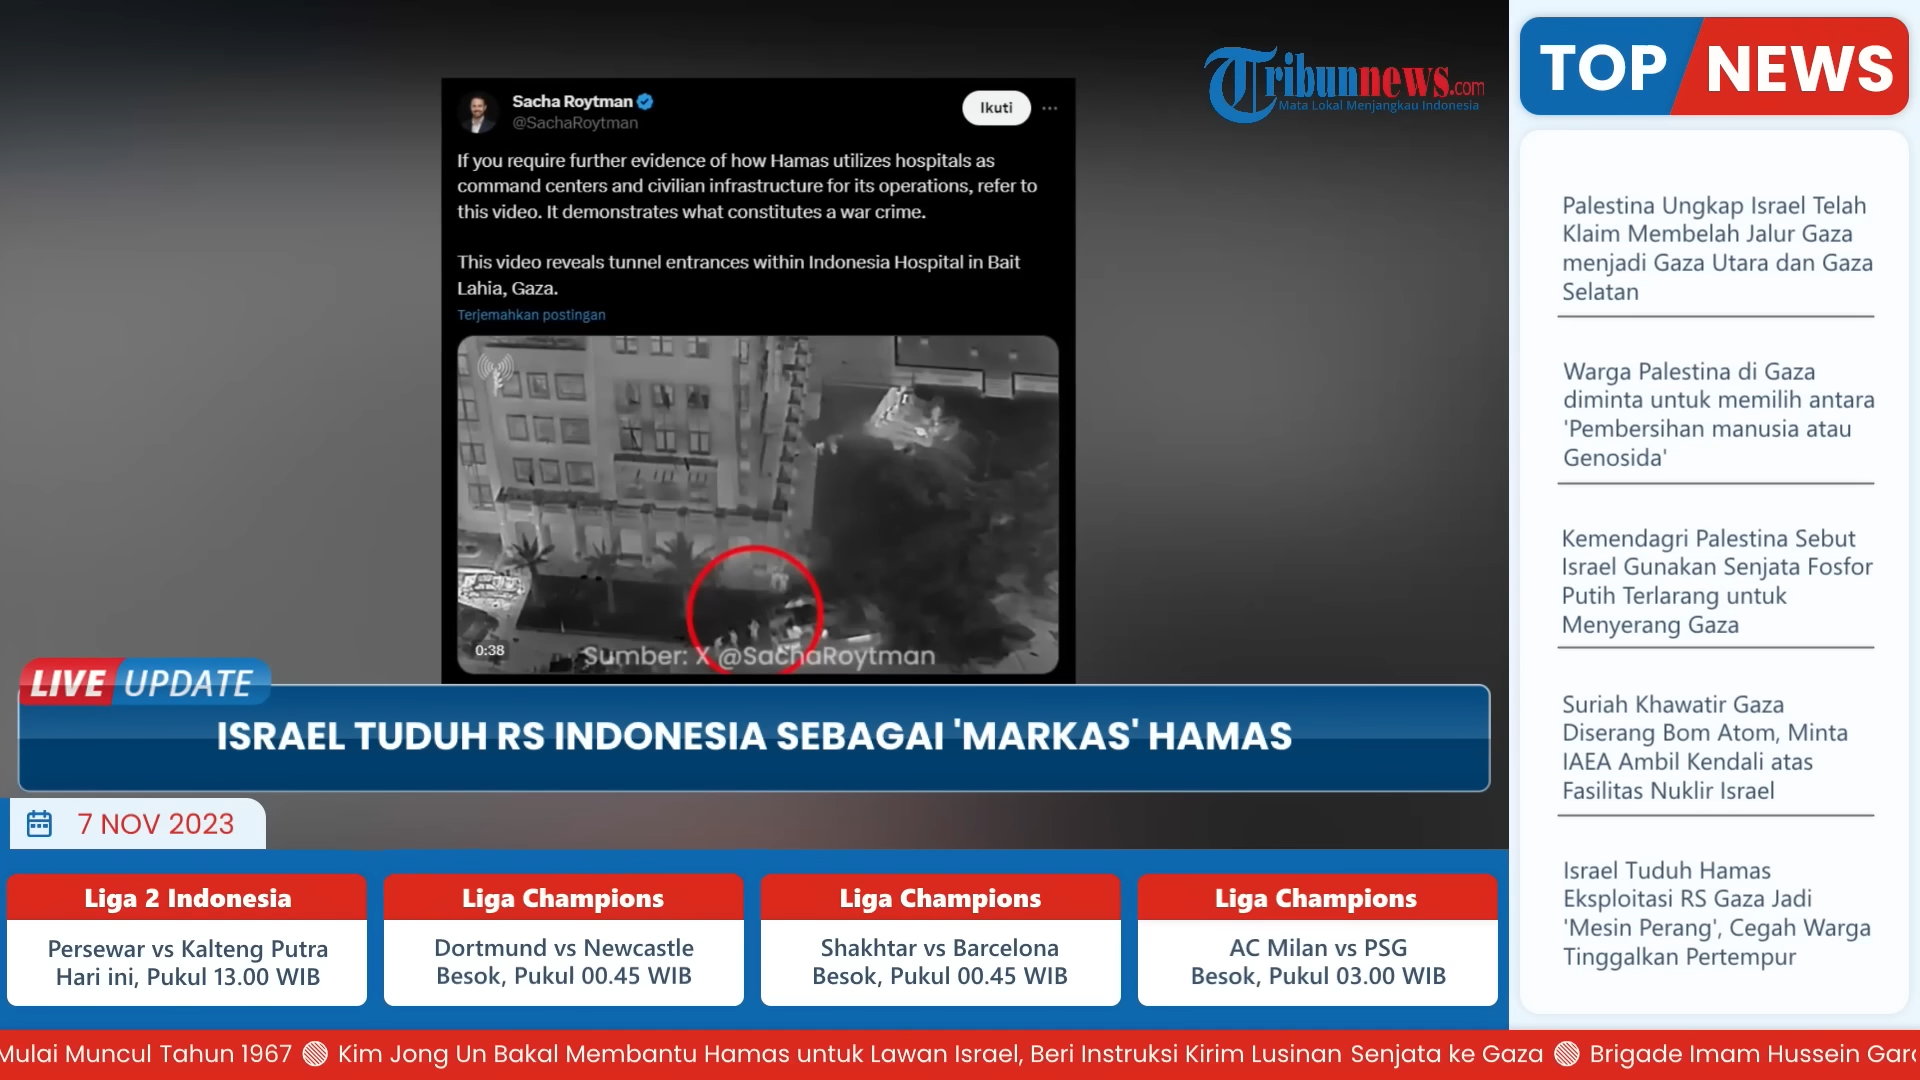 Sacha Roytman
@SachaRoytman
Ikuti
If you require further evidence of how Hamas utilizes hospitals as
command centers and civilian infrastructure for its operations, refer to
this video. It demonstrates what constitutes a war crime.
This video reveals tunnel entrances within Indonesia Hospital in Bait
Lahia, Gaza.
Terjemahkan postingan
0:38
Sumber: X @SachaRoytman
Tribunnews.com
Mata Lokal Menjangkau Indonesia
LIVE UPDATE
ISRAEL TUDUH RS INDONESIA SEBAGAI 'MARKAS' HAMAS
7 NOV 2023
Liga 2 Indonesia
Persewar vs Kalteng Putra
Hari ini, Pukul 13.00 WIB
Liga Champions
Dortmund vs Newcastle
Besok, Pukul 00.45 WIB
Liga Champions
Shakhtar vs Barcelona
Besok, Pukul 00.45 WIB
Liga Champions
AC Milan vs PSG
Besok, Pukul 03.00 WIB
TOP NEWS
Palestina Ungkap Israel Telah
Klaim Membelah Jalur Gaza
menjadi Gaza Utara dan Gaza
Selatan
Warga Palestina di Gaza
diminta untuk memilih antara
'Pembersihan manusia atau
Genosida'
Kemendagri Palestina Sebut
Israel Gunakan Senjata Fosfor
Putih Terlarang untuk
Menyerang Gaza
Suriah Khawatir Gaza
Diserang Bom Atom, Minta
IAEA Ambil Kendali atas
Fasilitas Nuklir Israel
Israel Tuduh Hamas
Eksploitasi RS Gaza Jadi
'Mesin Perang', Cegah Warga
Tinggalkan Pertempur
Mulai Muncul Tahun 1967 Kim Jong Un Bakal Membantu Hamas untuk Lawan Israel, Beri Instruksi Kirim Lusinan Senjata ke Gaza Brigade Imam Hussein